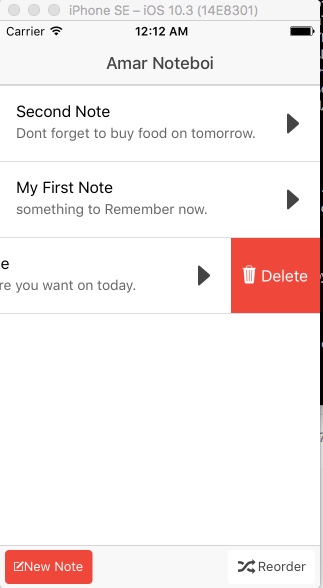 iPhone SE – iOS 10.3 (14E8301)
Carrier 12:12 AM
Amar Noteboi
Second Note
Dont forget to buy food on tomorrow.
My First Note
something to Remember now.
e
re you want on today.
Delete
New Note
Reorder